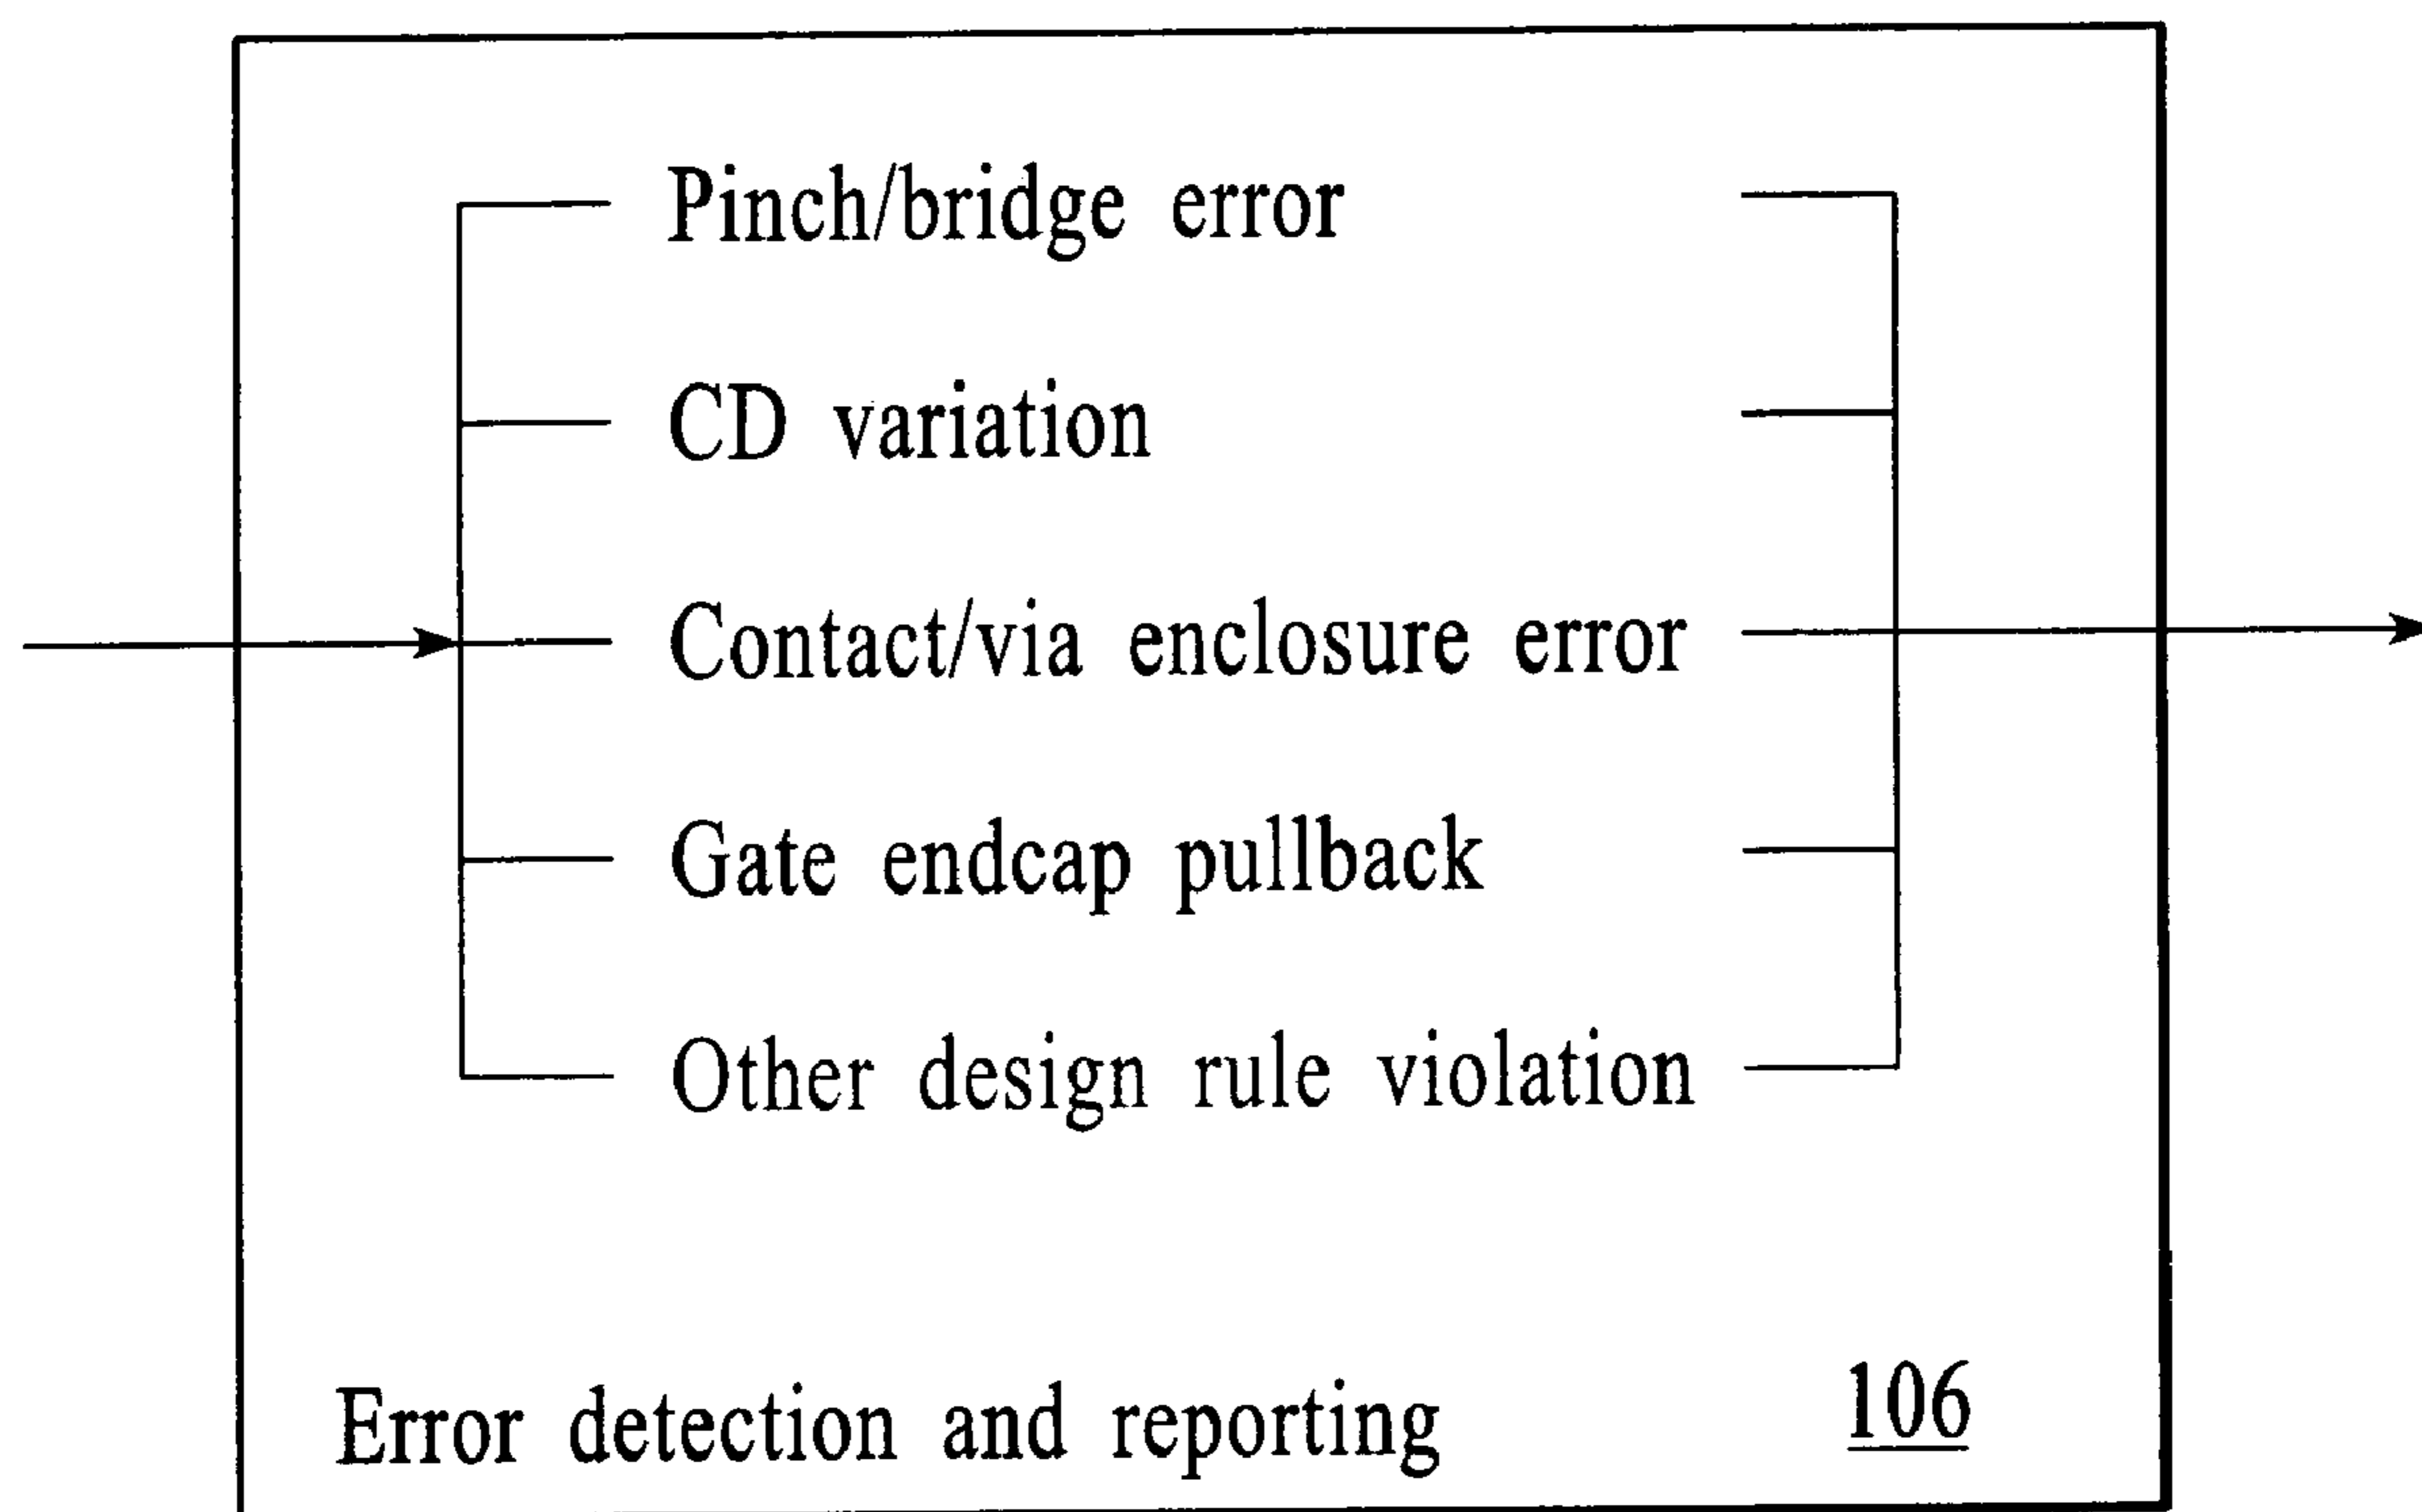 Pinch/bridge error
CD variation
Contact/via enclosure error
Gate endcap pullback
Other design rule violation
Error detection and reporting 106